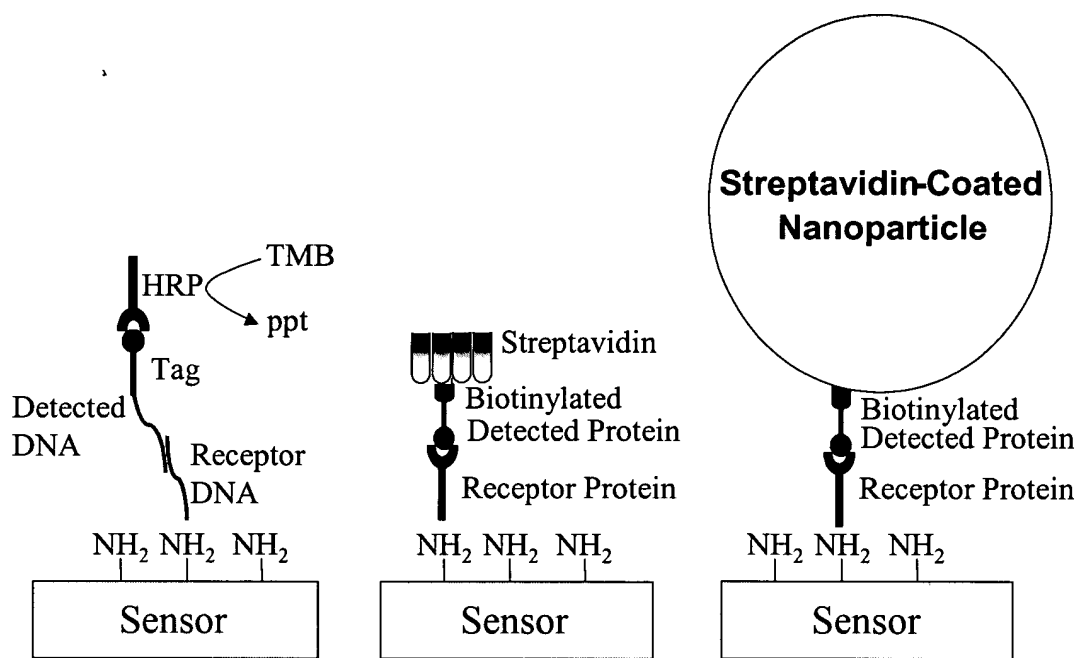 HRP
TMB
ppt
Tag
Detected
DNA
Receptor
DNA
NH₂ NH₂ NH₂
Sensor
Streptavidin
Biotinylated
Detected Protein
Receptor Protein
NH₂ NH₂ NH₂
Sensor
Streptavidin-Coated
Nanoparticle
Biotinylated
Detected Protein
Receptor Protein
NH₂ NH₂ NH₂
Sensor